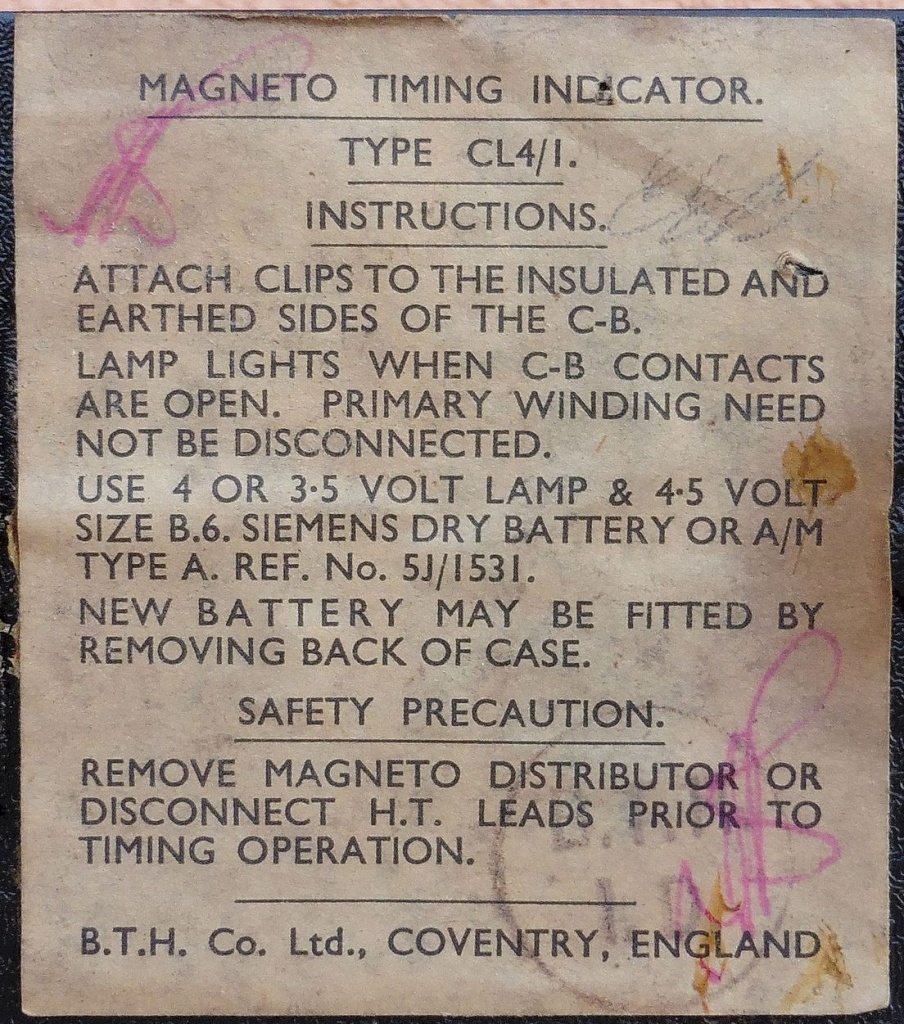 MAGNETO TIMING INDICATOR.
TYPE CL4/1.
INSTRUCTIONS.
ATTACH CLIPS TO THE INSULATED AND
EARTHED SIDES OF THE C-B.
LAMP LIGHTS WHEN C-B CONTACTS
ARE OPEN. PRIMARY WINDING NEED
NOT BE DISCONNECTED.
USE 4 OR 3·5 VOLT LAMP & 4·5 VOLT
SIZE B.6. SIEMENS DRY BATTERY OR A/M
TYPE A. REF. No. 5J/1531.
NEW BATTERY MAY BE FITTED BY
REMOVING BACK OF CASE.
SAFETY PRECAUTION.
REMOVE MAGNETO DISTRIBUTOR OR
DISCONNECT H.T. LEADS PRIOR TO
TIMING OPERATION.
B.T.H. Co. Ltd., COVENTRY, ENGLAND